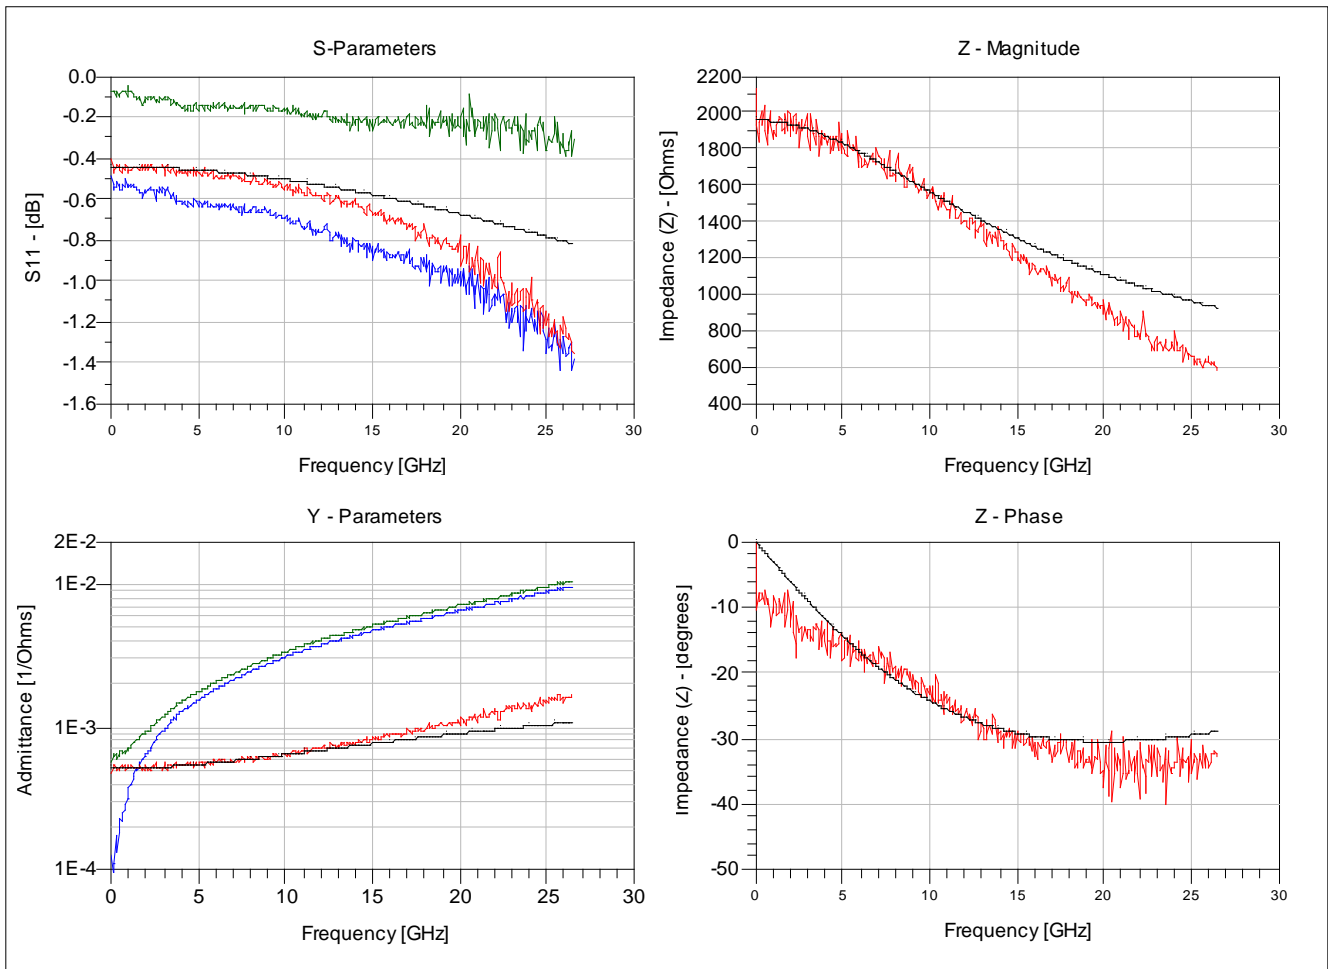 S-Parameters
S11 - [dB]
0.0
-0.2
-0.4
-0.6
-0.8
-1.0
-1.2
-1.4
-1.6
0 5 10 15 20 25 30
Frequency [GHz]
Z - Magnitude
Impedance (Z) - [Ohms]
2200
2000
1800
1600
1400
1200
1000
800
600
400
0 5 10 15 20 25 30
Frequency [GHz]
Y - Parameters
Admittance [1/Ohms]
2E-2
1E-2
1E-3
1E-4
0 5 10 15 20 25 30
Frequency [GHz]
Z - Phase
Impedance (Z) - [degrees]
0
-10
-20
-30
-40
-50
0 5 10 15 20 25 30
Frequency [GHz]